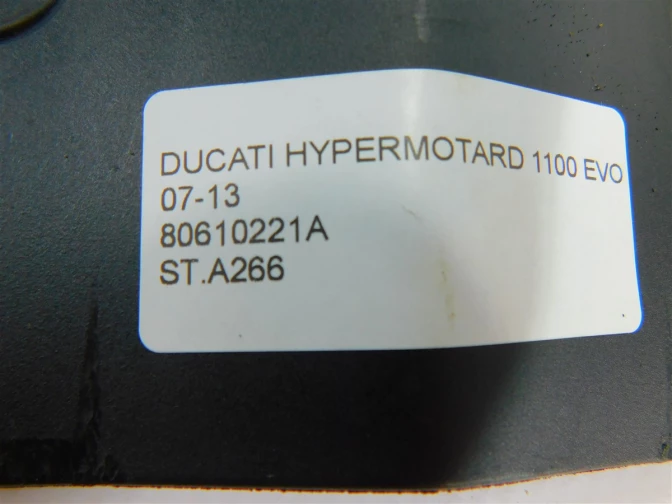 DUCATI HYPERMOTARD 1100 EVO
07-13
80610221A
ST.A266